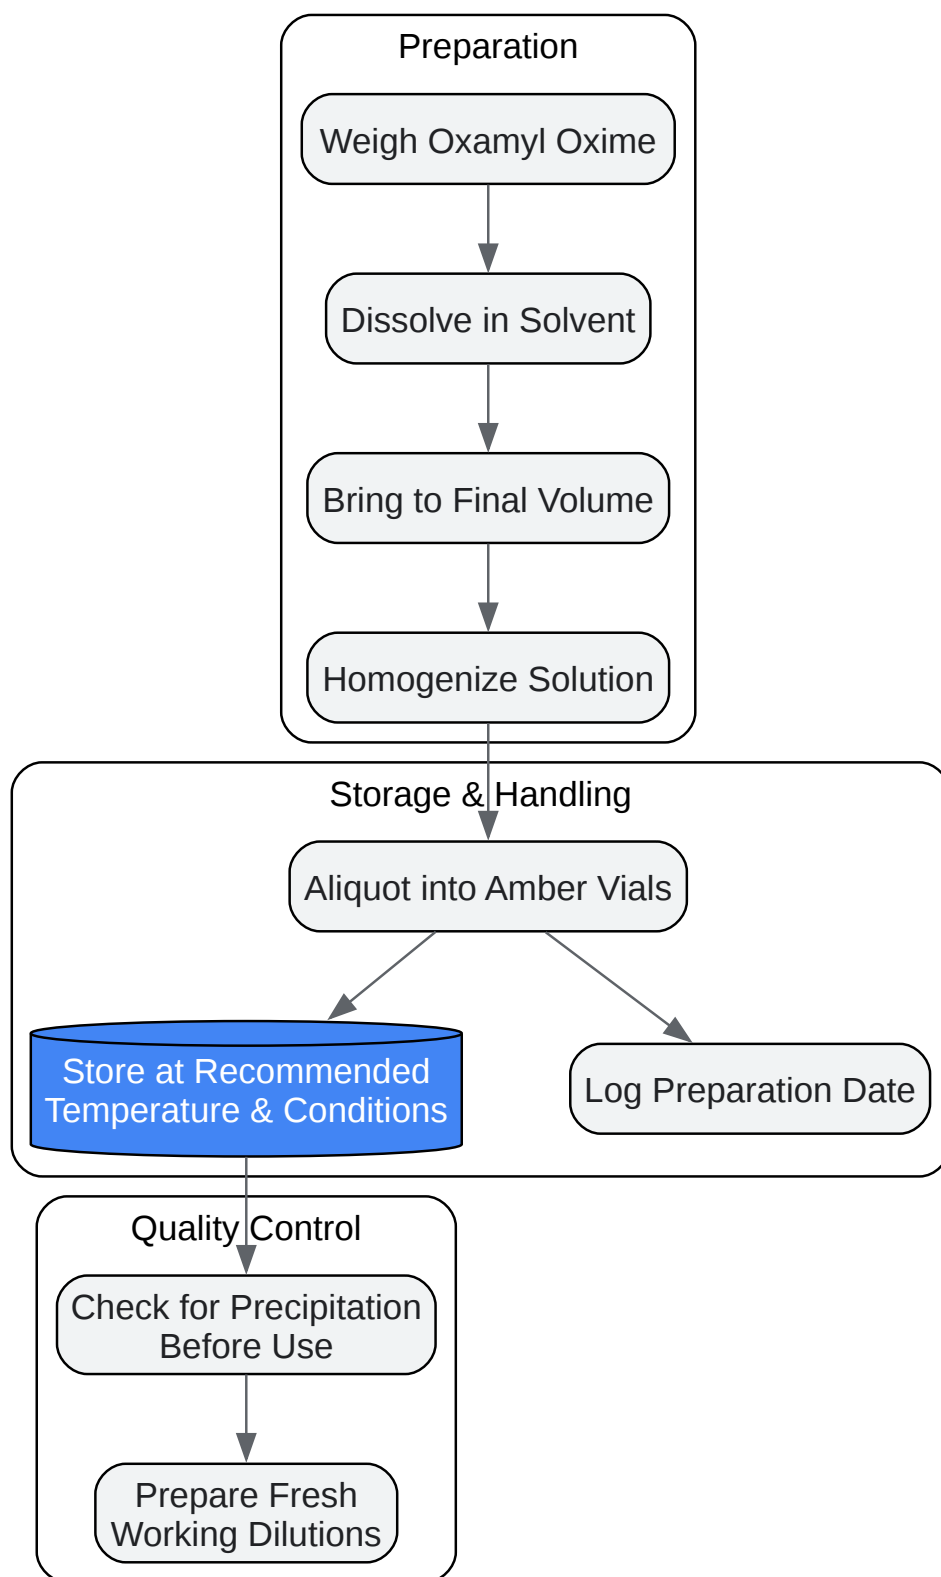 Preparation
Weigh Oxamyl Oxime
Dissolve in Solvent
Bring to Final Volume
Homogenize Solution
Storage & Handling
Aliquot into Amber Vials
Store at Recommended
Temperature & Conditions
Log Preparation Date
Quality Control
Check for Precipitation
Before Use
Prepare Fresh
Working Dilutions